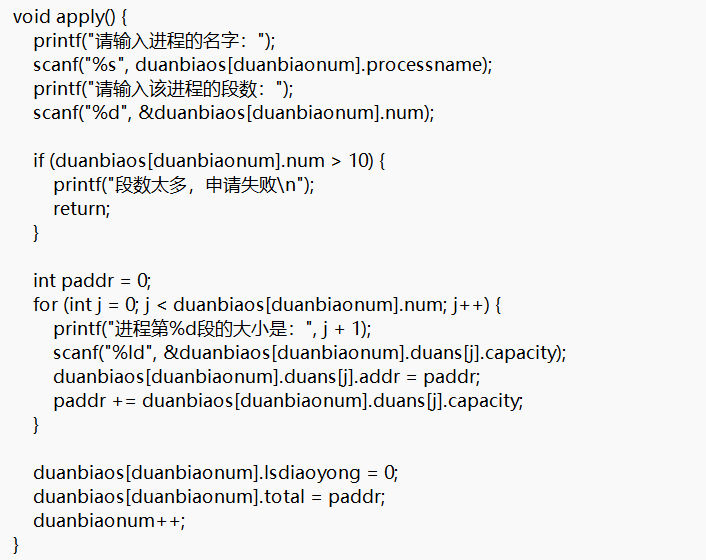 void apply() {
    printf("请输入进程的名字：");
    scanf("%s", duanbiaos[duanbiaonum].processname);
    printf("请输入该进程的段数：");
    scanf("%d", &duanbiaos[duanbiaonum].num);

    if (duanbiaos[duanbiaonum].num > 10) {
        printf("段数太多，申请失败\n");
        return;
    }

    int paddr = 0;
    for (int j = 0; j < duanbiaos[duanbiaonum].num; j++) {
        printf("进程第%d段的大小是：", j + 1);
        scanf("%ld", &duanbiaos[duanbiaonum].duans[j].capacity);
        duanbiaos[duanbiaonum].duans[j].addr = paddr;
        paddr += duanbiaos[duanbiaonum].duans[j].capacity;
    }

    duanbiaos[duanbiaonum].lsdiaoyong = 0;
    duanbiaos[duanbiaonum].total = paddr;
    duanbiaonum++;
}